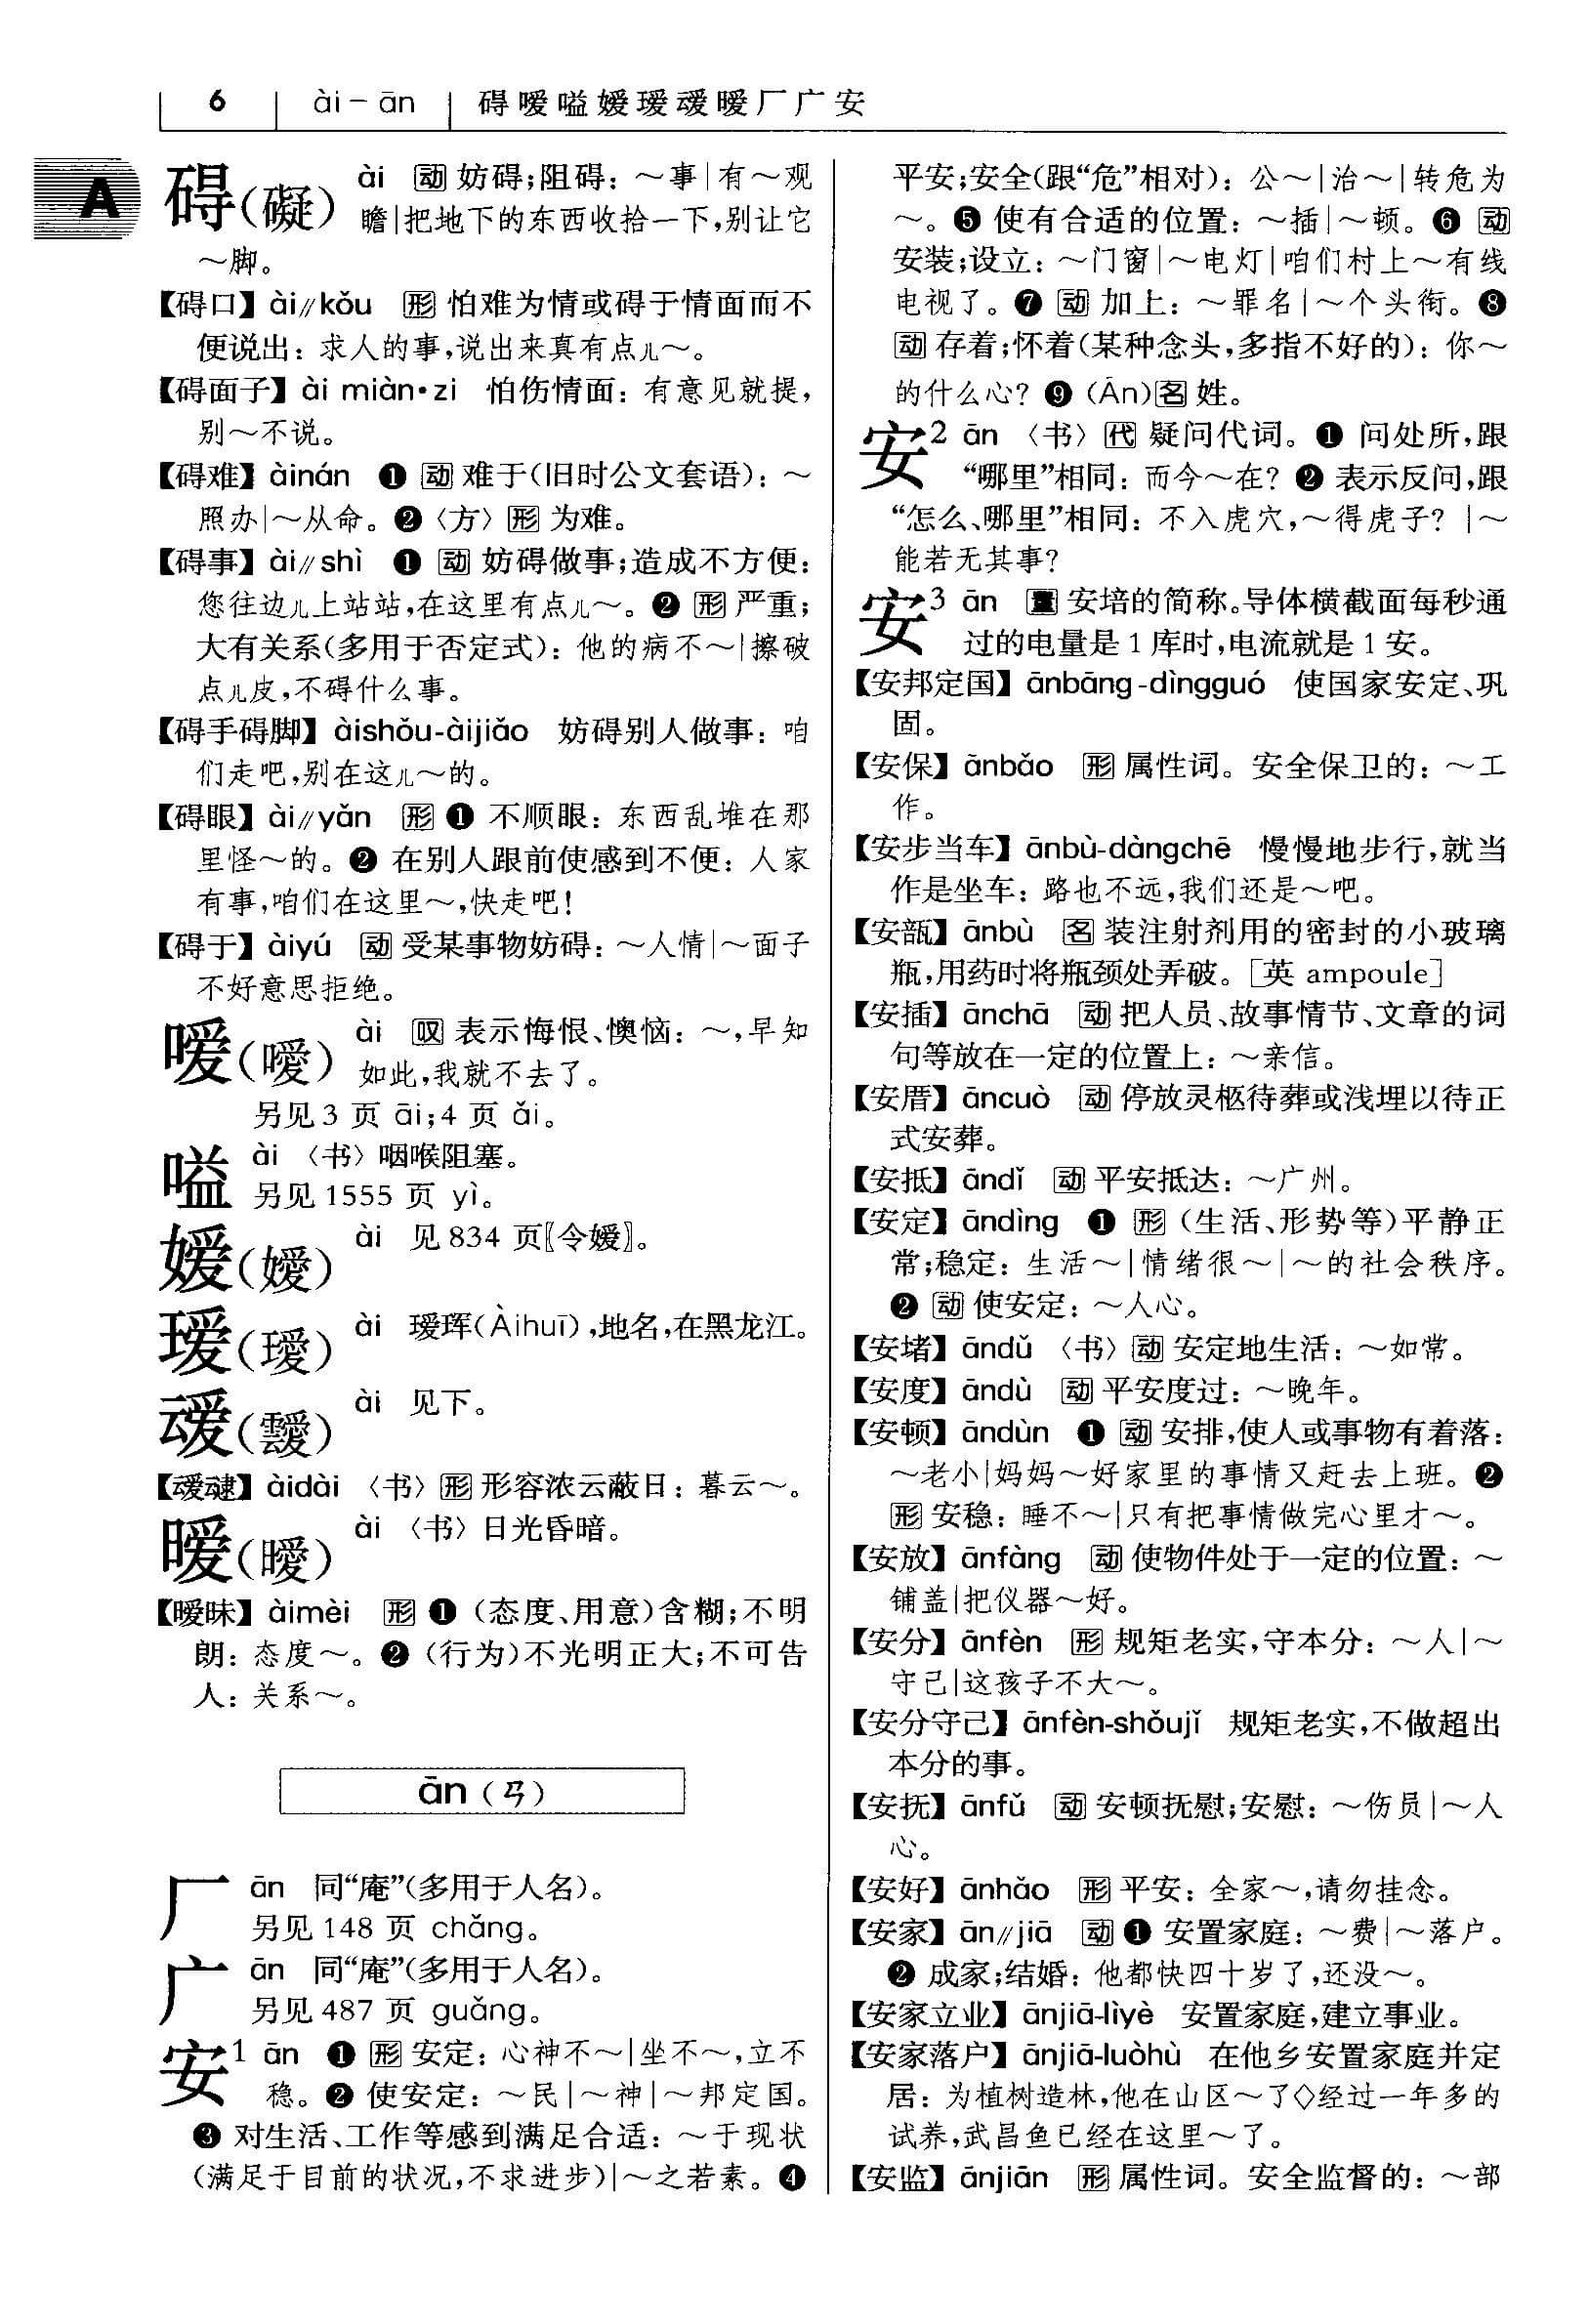 6 ài－ān 碍嗳嗌嫒瑷叆暧厂广安
A
碍(礙) ài 动 妨碍;阻碍: ～事|有～观
瞻|把地下的东西收拾一下,别让它
～脚。
【碍口】ài∥kǒu 形 怕难为情或碍于情面而不
便说出: 求人的事,说出来真有点儿～。
【碍面子】ài miàn·zi 怕伤情面: 有意见就提,
别～不说。
【碍难】àinán ❶ 动 难于(旧时公文套语): ～
照办|～从命。❷〈方〉形 为难。
【碍事】ài∥shì ❶ 动 妨碍做事;造成不方便:
您往边儿上站站,在这里有点儿～。❷ 形 严重;
大有关系(多用于否定式): 他的病不～|擦破
点儿皮,不碍什么事。
【碍手碍脚】àishǒu-àijiǎo 妨碍别人做事: 咱
们走吧,别在这儿～的。
【碍眼】ài∥yǎn 形 ❶ 不顺眼: 东西乱堆在那
里怪～的。❷ 在别人跟前使感到不便: 人家
有事,咱们在这里～,快走吧!
【碍于】àiyú 动 受某事物妨碍: ～人情|～面子
不好意思拒绝。
嗳(噯) ài 叹 表示悔恨、懊恼: ～,早知
如此,我就不去了。
另见 3 页 āi;4 页 ǎi。
嗌 ài 〈书〉咽喉阻塞。
另见 1555 页 yì。
嫒(嬡) ài 见 834 页〖令嫒〗。
瑷(璦) ài 瑷珲(Àihuī),地名,在黑龙江。
叆(靉) ài 见下。
【叆叇】àidài 〈书〉形 形容浓云蔽日: 暮云～。
暧(曖) ài 〈书〉日光昏暗。
【暧昧】àimèi 形 ❶ (态度、用意)含糊;不明
朗: 态度～。❷ (行为)不光明正大;不可告
人: 关系～。
ān (ㄢ)
厂 ān 同“庵”(多用于人名)。
另见 148 页 chǎng。
广 ān 同“庵”(多用于人名)。
另见 487 页 guǎng。
安1 ān ❶ 形 安定: 心神不～|坐不～,立不
稳。❷ 使安定: ～民|～神|～邦定国。
❸ 对生活、工作等感到满足合适: ～于现状
(满足于目前的状况,不求进步)|～之若素。❹
平安;安全(跟“危”相对): 公～|治～|转危为
～。❺ 使有合适的位置: ～插|～顿。❻ 动
安装;设立: ～门窗|～电灯|咱们村上～有线
电视了。❼ 动 加上: ～罪名|～个头衔。❽
动 存着;怀着(某种念头,多指不好的): 你～
的什么心? ❾ (Ān)名 姓。
安2 ān 〈书〉代 疑问代词。❶ 问处所,跟
“哪里”相同: 而今～在? ❷ 表示反问,跟
“怎么、哪里”相同: 不入虎穴,～得虎子? |～
能若无其事?
安3 ān 量 安培的简称。导体横截面每秒通
过的电量是 1 库时,电流就是 1 安。
【安邦定国】ānbāng-dìngguó 使国家安定、巩
固。
【安保】ānbǎo 形 属性词。安全保卫的: ～工
作。
【安步当车】ānbù-dàngchē 慢慢地步行,就当
作是坐车: 路也不远,我们还是～吧。
【安瓿】ānbù 名 装注射剂用的密封的小玻璃
瓶,用药时将瓶颈处弄破。[英 ampoule]
【安插】ānchā 动 把人员、故事情节、文章的词
句等放在一定的位置上: ～亲信。
【安厝】āncuò 动 停放灵柩待葬或浅埋以待正
式安葬。
【安抵】āndǐ 动 平安抵达: ～广州。
【安定】āndìng ❶ 形 (生活、形势等)平静正
常;稳定: 生活～|情绪很～|～的社会秩序。
❷ 动 使安定: ～人心。
【安堵】āndǔ 〈书〉动 安定地生活: ～如常。
【安度】āndù 动 平安度过: ～晚年。
【安顿】āndùn ❶ 动 安排,使人或事物有着落:
～老小|妈妈～好家里的事情又赶去上班。❷
形 安稳: 睡不～|只有把事情做完心里才～。
【安放】ānfàng 动 使物件处于一定的位置: ～
铺盖|把仪器～好。
【安分】ānfèn 形 规矩老实,守本分: ～人|～
守己|这孩子不大～。
【安分守己】ānfèn-shǒujǐ 规矩老实,不做超出
本分的事。
【安抚】ānfǔ 动 安顿抚慰;安慰: ～伤员|～人
心。
【安好】ānhǎo 形 平安: 全家～,请勿挂念。
【安家】ān∥jiā 动 ❶ 安置家庭: ～费|～落户。
❷ 成家;结婚: 他都快四十岁了,还没～。
【安家立业】ānjiā-lìyè 安置家庭,建立事业。
【安家落户】ānjiā-luòhù 在他乡安置家庭并定
居: 为植树造林,他在山区～了◇经过一年多的
试养,武昌鱼已经在这里～了。
【安监】ānjiān 形 属性词。安全监督的: ～部